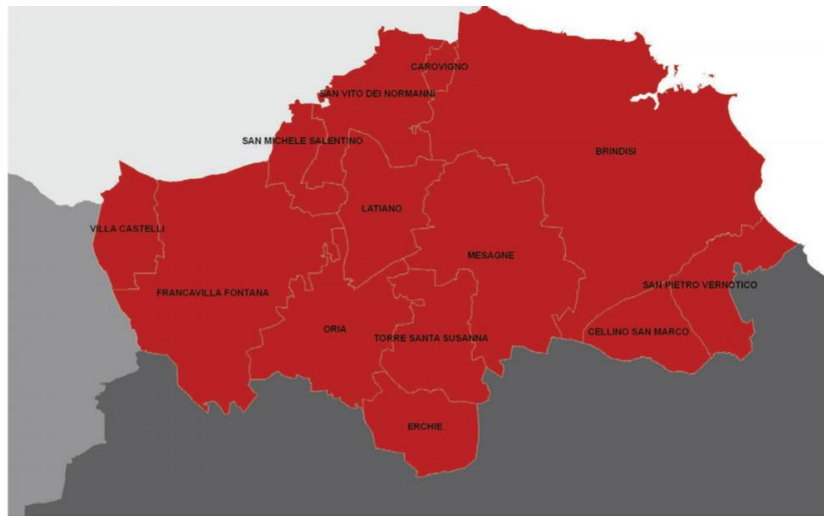 CAROVIGNO
SAN VITO DEI NORMANNI
SAN MICHELE SALENTINO
BRINDISI
LATIANO
VILLA CASTELLI
MESAGNE
SAN PIETRO VERNOTICO
FRANCAVILLA FONTANA
ORIA
TORRE SANTA SUSANNA
CELLINO SAN MARCO
ERCHIE